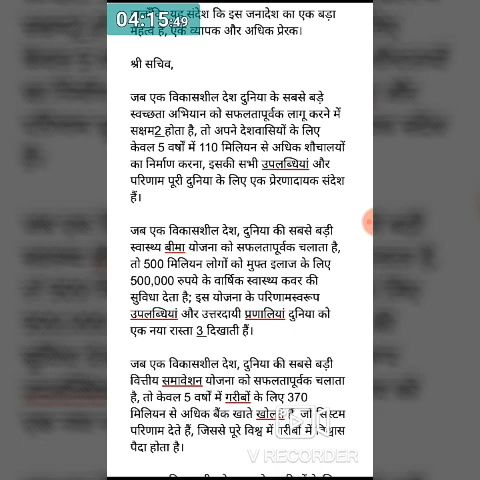 04:15:49
यह संदेश कि इस जनादेश का एक बड़ा
महत्व है, एक व्यापक और अधिक प्रेरक।
श्री सचिव,
जब एक विकासशील देश दुनिया के सबसे बड़े
स्वच्छता अभियान को सफलतापूर्वक लागू करने में
सक्षम2 होता है, तो अपने देशवासियों के लिए
केवल 5 वर्षों में 110 मिलियन से अधिक शौचालयों
का निर्माण करना, इसकी सभी उपलब्धियां और
परिणाम पूरी दुनिया के लिए एक प्रेरणादायक संदेश
हैं।
जब एक विकासशील देश, दुनिया की सबसे बड़ी
स्वास्थ्य बीमा योजना को सफलतापूर्वक चलाता है,
तो 500 मिलियन लोगों को मुफ्त इलाज के लिए
500,000 रुपये के वार्षिक स्वास्थ्य कवर की
सुविधा देता है; इस योजना के परिणामस्वरूप
उपलब्धियां और उत्तरदायी प्रणालियां दुनिया को
एक नया रास्ता 3 दिखाती हैं।
जब एक विकासशील देश, दुनिया की सबसे बड़ी
वित्तीय समावेशन योजना को सफलतापूर्वक चलाता
है, तो केवल 5 वर्षों में गरीबों के लिए 370
मिलियन से अधिक बैंक खाते खोलता है, जो सिस्टम
परिणाम देते हैं, जिससे पूरे विश्व में गरीबों में विश्वास
पैदा होता है।
V RECORDER